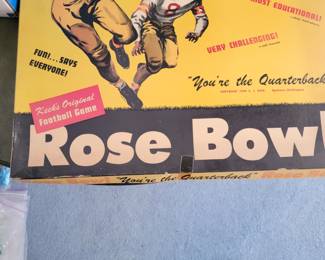 MOST EDUCATIONAL!
FUN!...SAYS
EVERYONE!
VERY CHALLENGING!
"You're the Quarterback"
Keck's Original
Football Game
Rose Bowl
"You're the Quarterback"